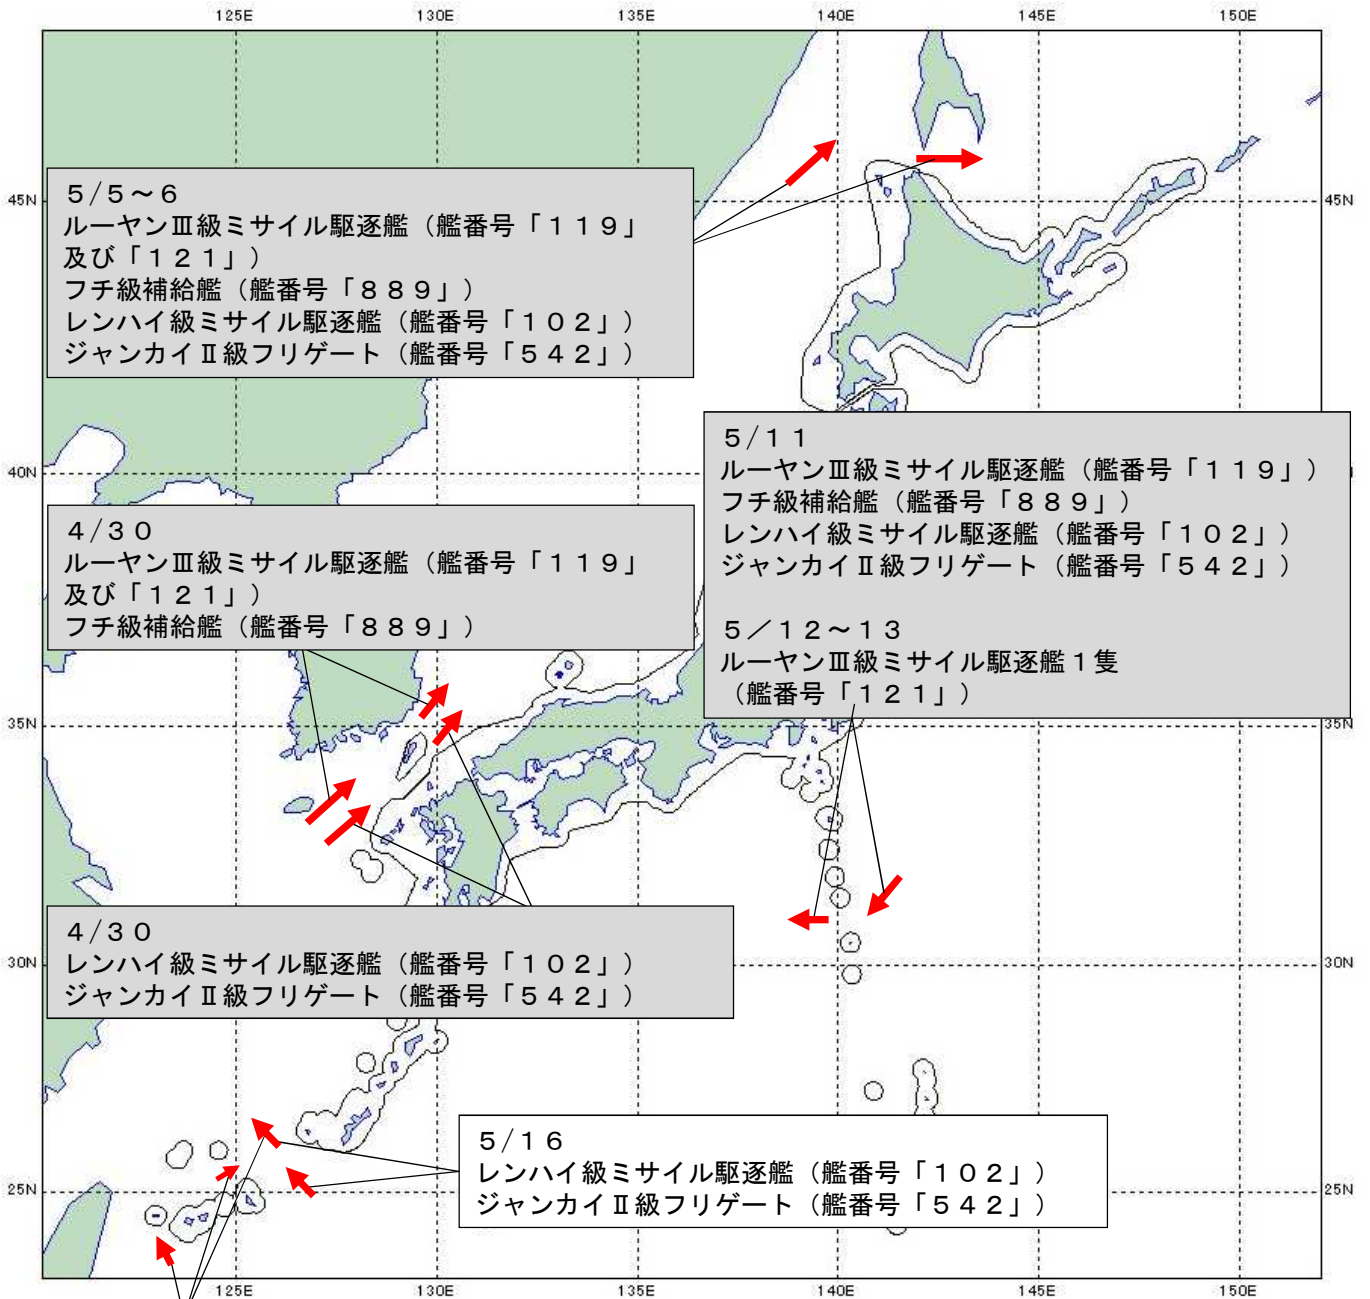 125E 130E 135E 140E 145E 150E
45N 45N
5/5～6
ルーヤンⅢ級ミサイル駆逐艦（艦番号「119」
及び「121」）
フチ級補給艦（艦番号「889」）
レンハイ級ミサイル駆逐艦（艦番号「102」）
ジャンカイⅡ級フリゲート（艦番号「542」）
5/11
ルーヤンⅢ級ミサイル駆逐艦（艦番号「119」）
フチ級補給艦（艦番号「889」）
レンハイ級ミサイル駆逐艦（艦番号「102」）
ジャンカイⅡ級フリゲート（艦番号「542」）
5／12～13
ルーヤンⅢ級ミサイル駆逐艦1隻
（艦番号「121」）
40N
4/30
ルーヤンⅢ級ミサイル駆逐艦（艦番号「119」
及び「121」）
フチ級補給艦（艦番号「889」）
35N 35N
4/30
レンハイ級ミサイル駆逐艦（艦番号「102」）
ジャンカイⅡ級フリゲート（艦番号「542」）
30N 30N
5/16
レンハイ級ミサイル駆逐艦（艦番号「102」）
ジャンカイⅡ級フリゲート（艦番号「542」）
25N 25N
125E 130E 135E 140E 145E 150E